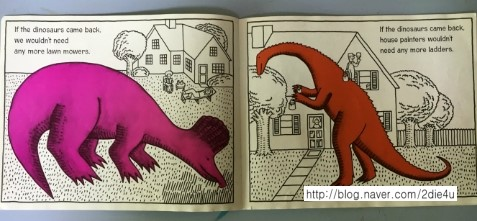 If the dinosaurs came back,
we wouldn't need
any more lawn mowers.
If the dinosaurs came back,
house painters wouldn't
need any more ladders.
http://blog.naver.com/2die4u